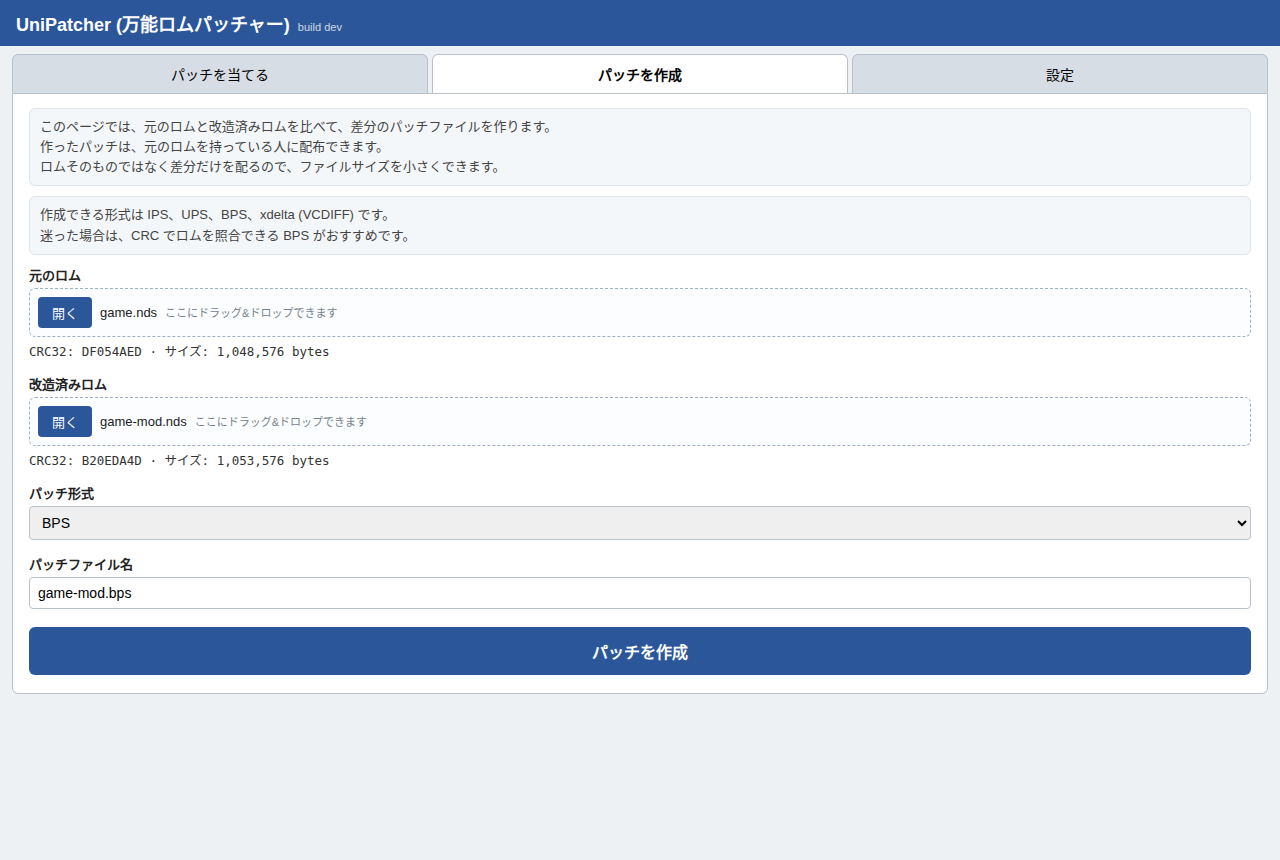 UniPatcher (万能ロムパッチャー) build dev
パッチを当てる
パッチを作成
設定
このページでは、元のロムと改造済みロムを比べて、差分のパッチファイルを作ります。
作ったパッチは、元のロムを持っている人に配布できます。
ロムそのものではなく差分だけを配るので、ファイルサイズを小さくできます。
作成できる形式は IPS、UPS、BPS、xdelta (VCDIFF) です。
迷った場合は、CRC でロムを照合できる BPS がおすすめです。
元のロム
開く game.nds ここにドラッグ&ドロップできます
CRC32: DF054AED · サイズ: 1,048,576 bytes
改造済みロム
開く game-mod.nds ここにドラッグ&ドロップできます
CRC32: B20EDA4D · サイズ: 1,053,576 bytes
パッチ形式
BPS
パッチファイル名
game-mod.bps
パッチを作成